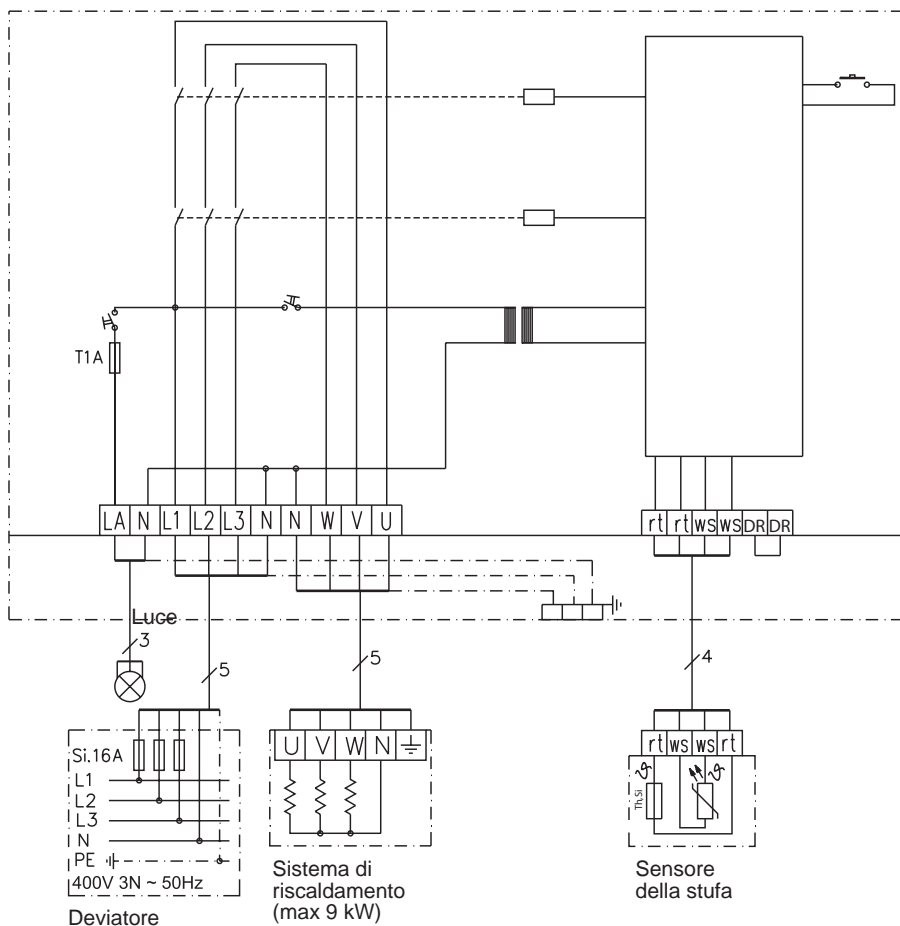 T1A
LA N L1 L2 L3 N N W V U
rt rt ws ws DR DR
Luce
3
5
5
4
Si.16A
L1
L2
L3
N
PE
400V 3N ~ 50Hz
Deviatore
U V W N
Sistema di
riscaldamento
(max 9 kW)
rt ws ws rt
Th.Si
ϑ
ϑ
Sensore
della stufa